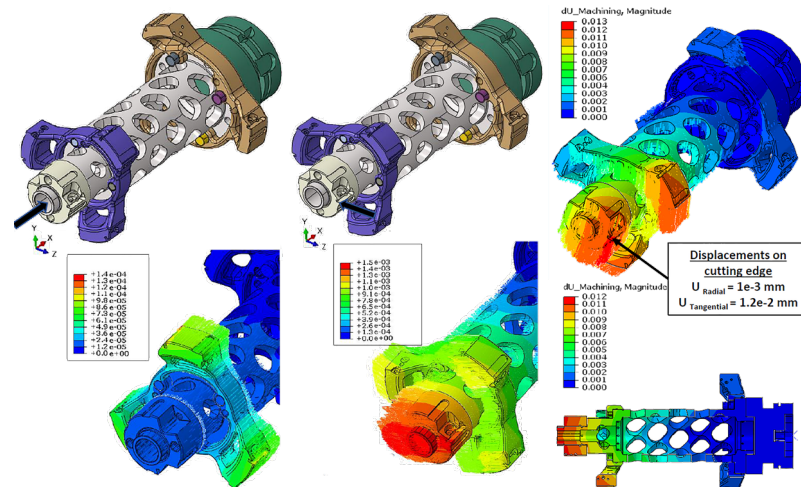 dU_Machining, Magnitude
0.013
0.012
0.011
0.010
0.009
0.008
0.006
0.005
0.004
0.003
0.002
0.001
0.000
Y
X
Z
Y
X
Z
+1.4e-04
+1.3e-04
+1.2e-04
+1.1e-04
+9.8e-05
+8.6e-05
+7.3e-05
+6.1e-05
+4.9e-05
+3.6e-05
+2.4e-05
+1.2e-05
+0.0e+00
+1.5e-03
+1.4e-03
+1.3e-03
+1.1e-03
+1.0e-03
+9.1e-04
+7.8e-04
+6.5e-04
+5.2e-04
+3.9e-04
+2.6e-04
+1.3e-04
+0.0e+00
Displacements on
cutting edge
U Radial = 1e-3 mm
U Tangential = 1.2e-2 mm
dU_Machining, Magnitude
0.012
0.011
0.010
0.009
0.008
0.007
0.006
0.005
0.004
0.003
0.002
0.001
0.000